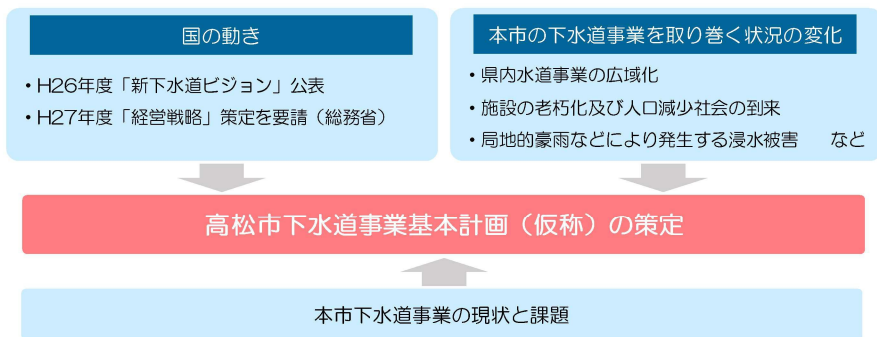 国の動き
・H26年度「新下水道ビジョン」公表
・H27年度「経営戦略」策定を要請（総務省）
本市の下水道事業を取り巻く状況の変化
・県内水道事業の広域化
・施設の老朽化及び人口減少社会の到来
・局地的豪雨などにより発生する浸水被害　　など
高松市下水道事業基本計画（仮称）の策定
本市下水道事業の現状と課題